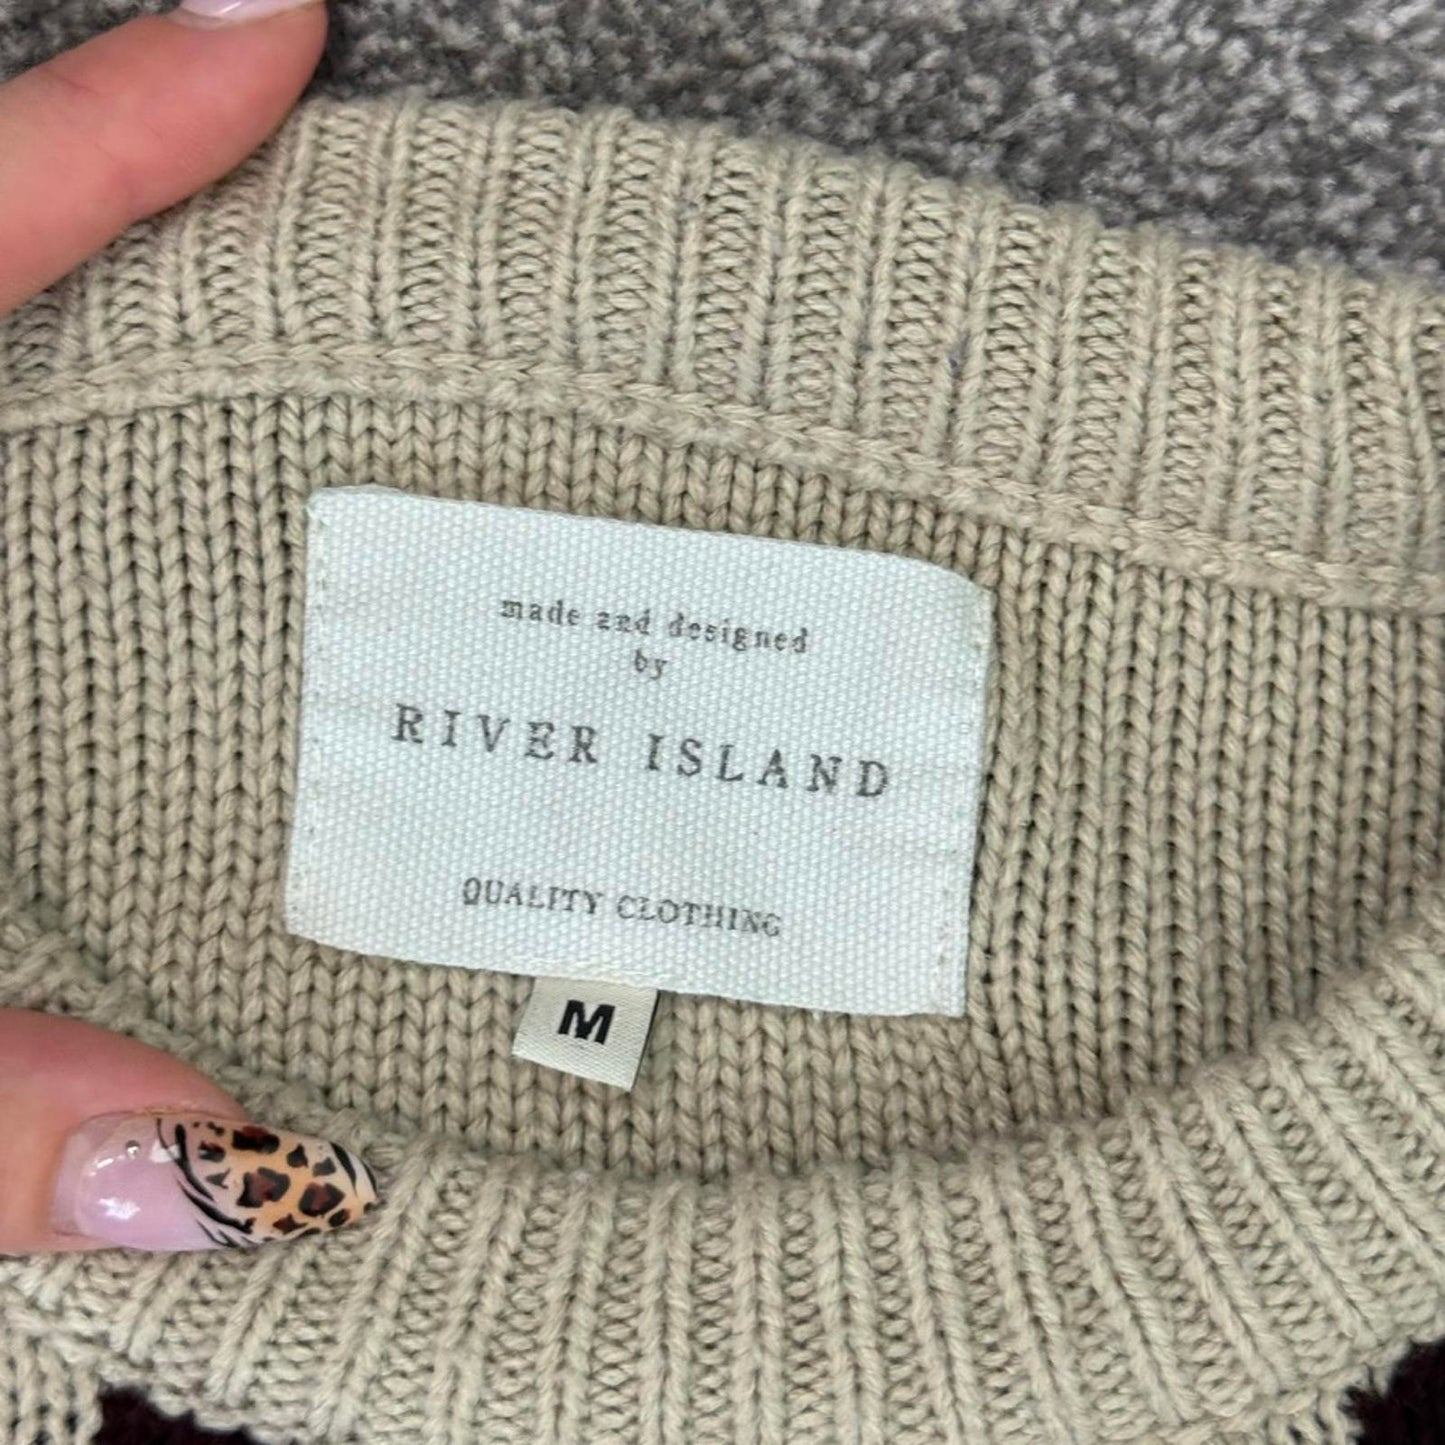 made and designed
by
RIVER ISLAND
QUALITY CLOTHING
M